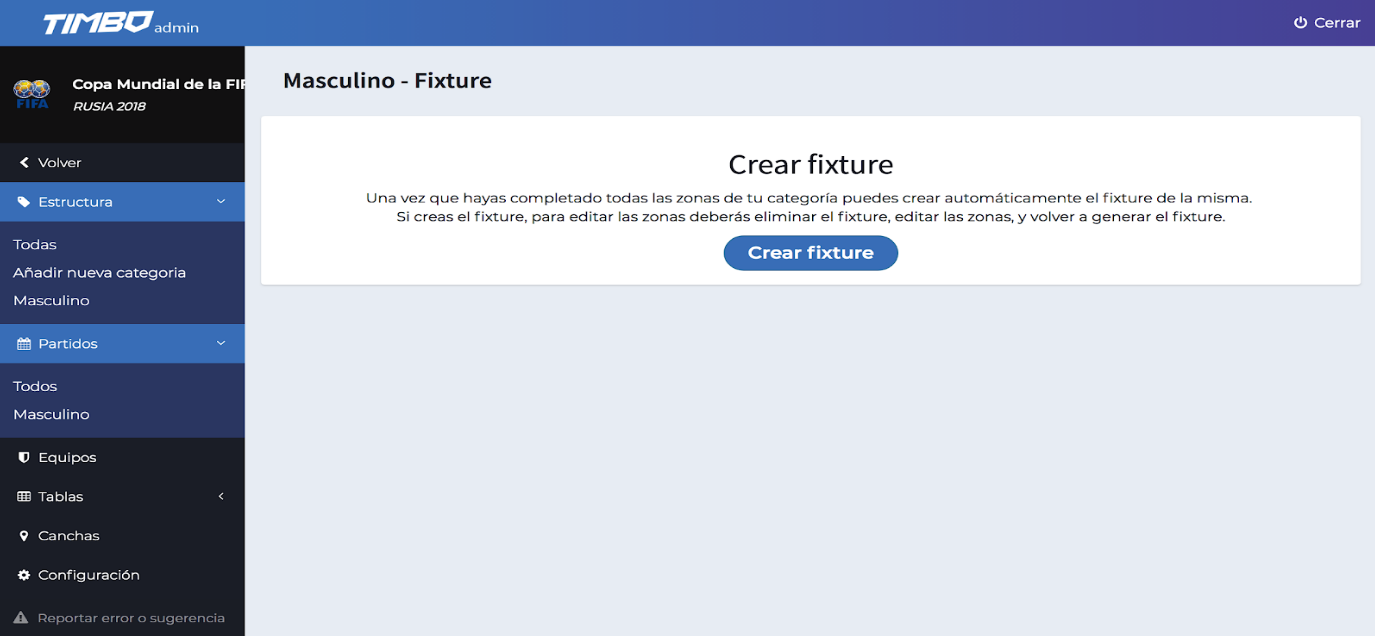 TIMBO admin
Cerrar
Copa Mundial de la FIF
RUSIA 2018
FIFA
Volver
Estructura
Todas
Añadir nueva categoria
Masculino
Partidos
Todos
Masculino
Equipos
Tablas
Canchas
Configuración
Reportar error o sugerencia
Masculino - Fixture
Crear fixture
Una vez que hayas completado todas las zonas de tu categoría puedes crear automáticamente el fixture de la misma.
Si creas el fixture, para editar las zonas deberás eliminar el fixture, editar las zonas, y volver a generar el fixture.
Crear fixture